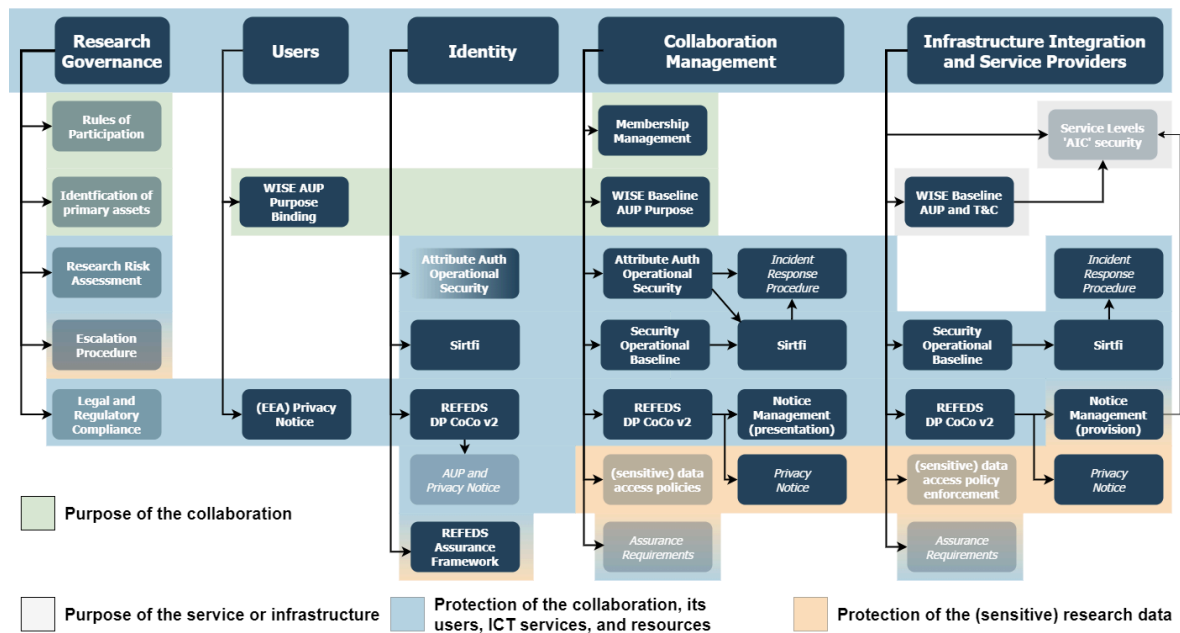 Research
Governance
Users
Identity
Collaboration
Management
Infrastructure Integration
and Service Providers
Rules of
Participation
Membership
Management
Service Levels
'AIC' security
Identfication of
primary assets
WISE AUP
Purpose
Binding
WISE Baseline
AUP Purpose
WISE Baseline
AUP and T&C
Research Risk
Assessment
Attribute Auth
Operational
Security
Attribute Auth
Operational
Security
Incident
Response
Procedure
Incident
Response
Procedure
Escalation
Procedure
Sirtfi
Security
Operational
Baseline
Sirtfi
Security
Operational
Baseline
Sirtfi
Legal and
Regulatory
Compliance
(EEA) Privacy
Notice
REFEDS
DP CoCo v2
REFEDS
DP CoCo v2
Notice
Management
(presentation)
REFEDS
DP CoCo v2
Notice
Management
(provision)
AUP and
Privacy Notice
(sensitive) data
access policies
Privacy
Notice
(sensitive) data
access policy
enforcement
Privacy
Notice
REFEDS
Assurance
Framework
Assurance
Requirements
Assurance
Requirements
Purpose of the collaboration
Purpose of the service or infrastructure
Protection of the collaboration, its
users, ICT services, and resources
Protection of the (sensitive) research data